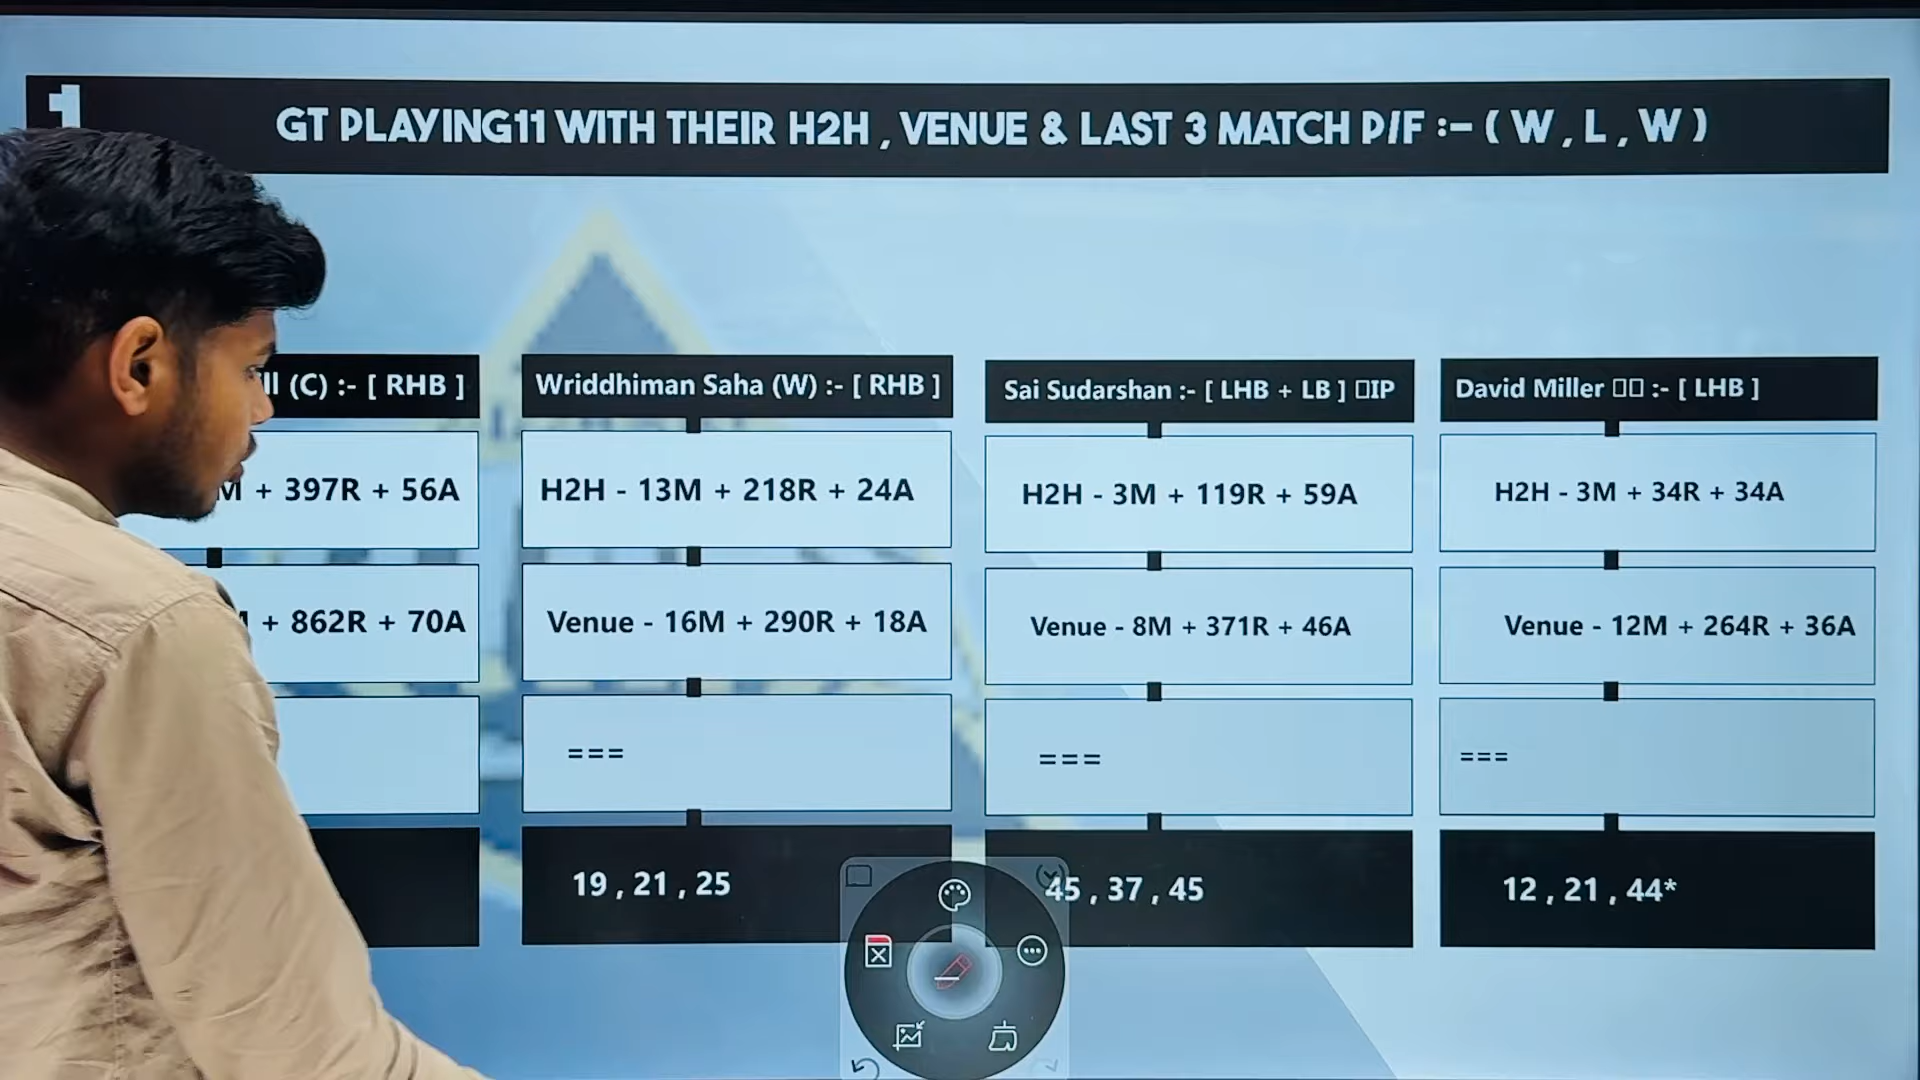 1
GT PLAYING11 WITH THEIR H2H , VENUE & LAST 3 MATCH P/F :- ( W , L , W )
ll (C) :- [ RHB ]
Wriddhiman Saha (W) :- [ RHB ]
Sai Sudarshan :- [ LHB + LB ] □IP
David Miller □□ :- [ LHB ]
M + 397R + 56A
H2H - 13M + 218R + 24A
H2H - 3M + 119R + 59A
H2H - 3M + 34R + 34A
+ 862R + 70A
Venue - 16M + 290R + 18A
Venue - 8M + 371R + 46A
Venue - 12M + 264R + 36A
===
===
===
19 , 21 , 25
45 , 37 , 45
12 , 21 , 44*